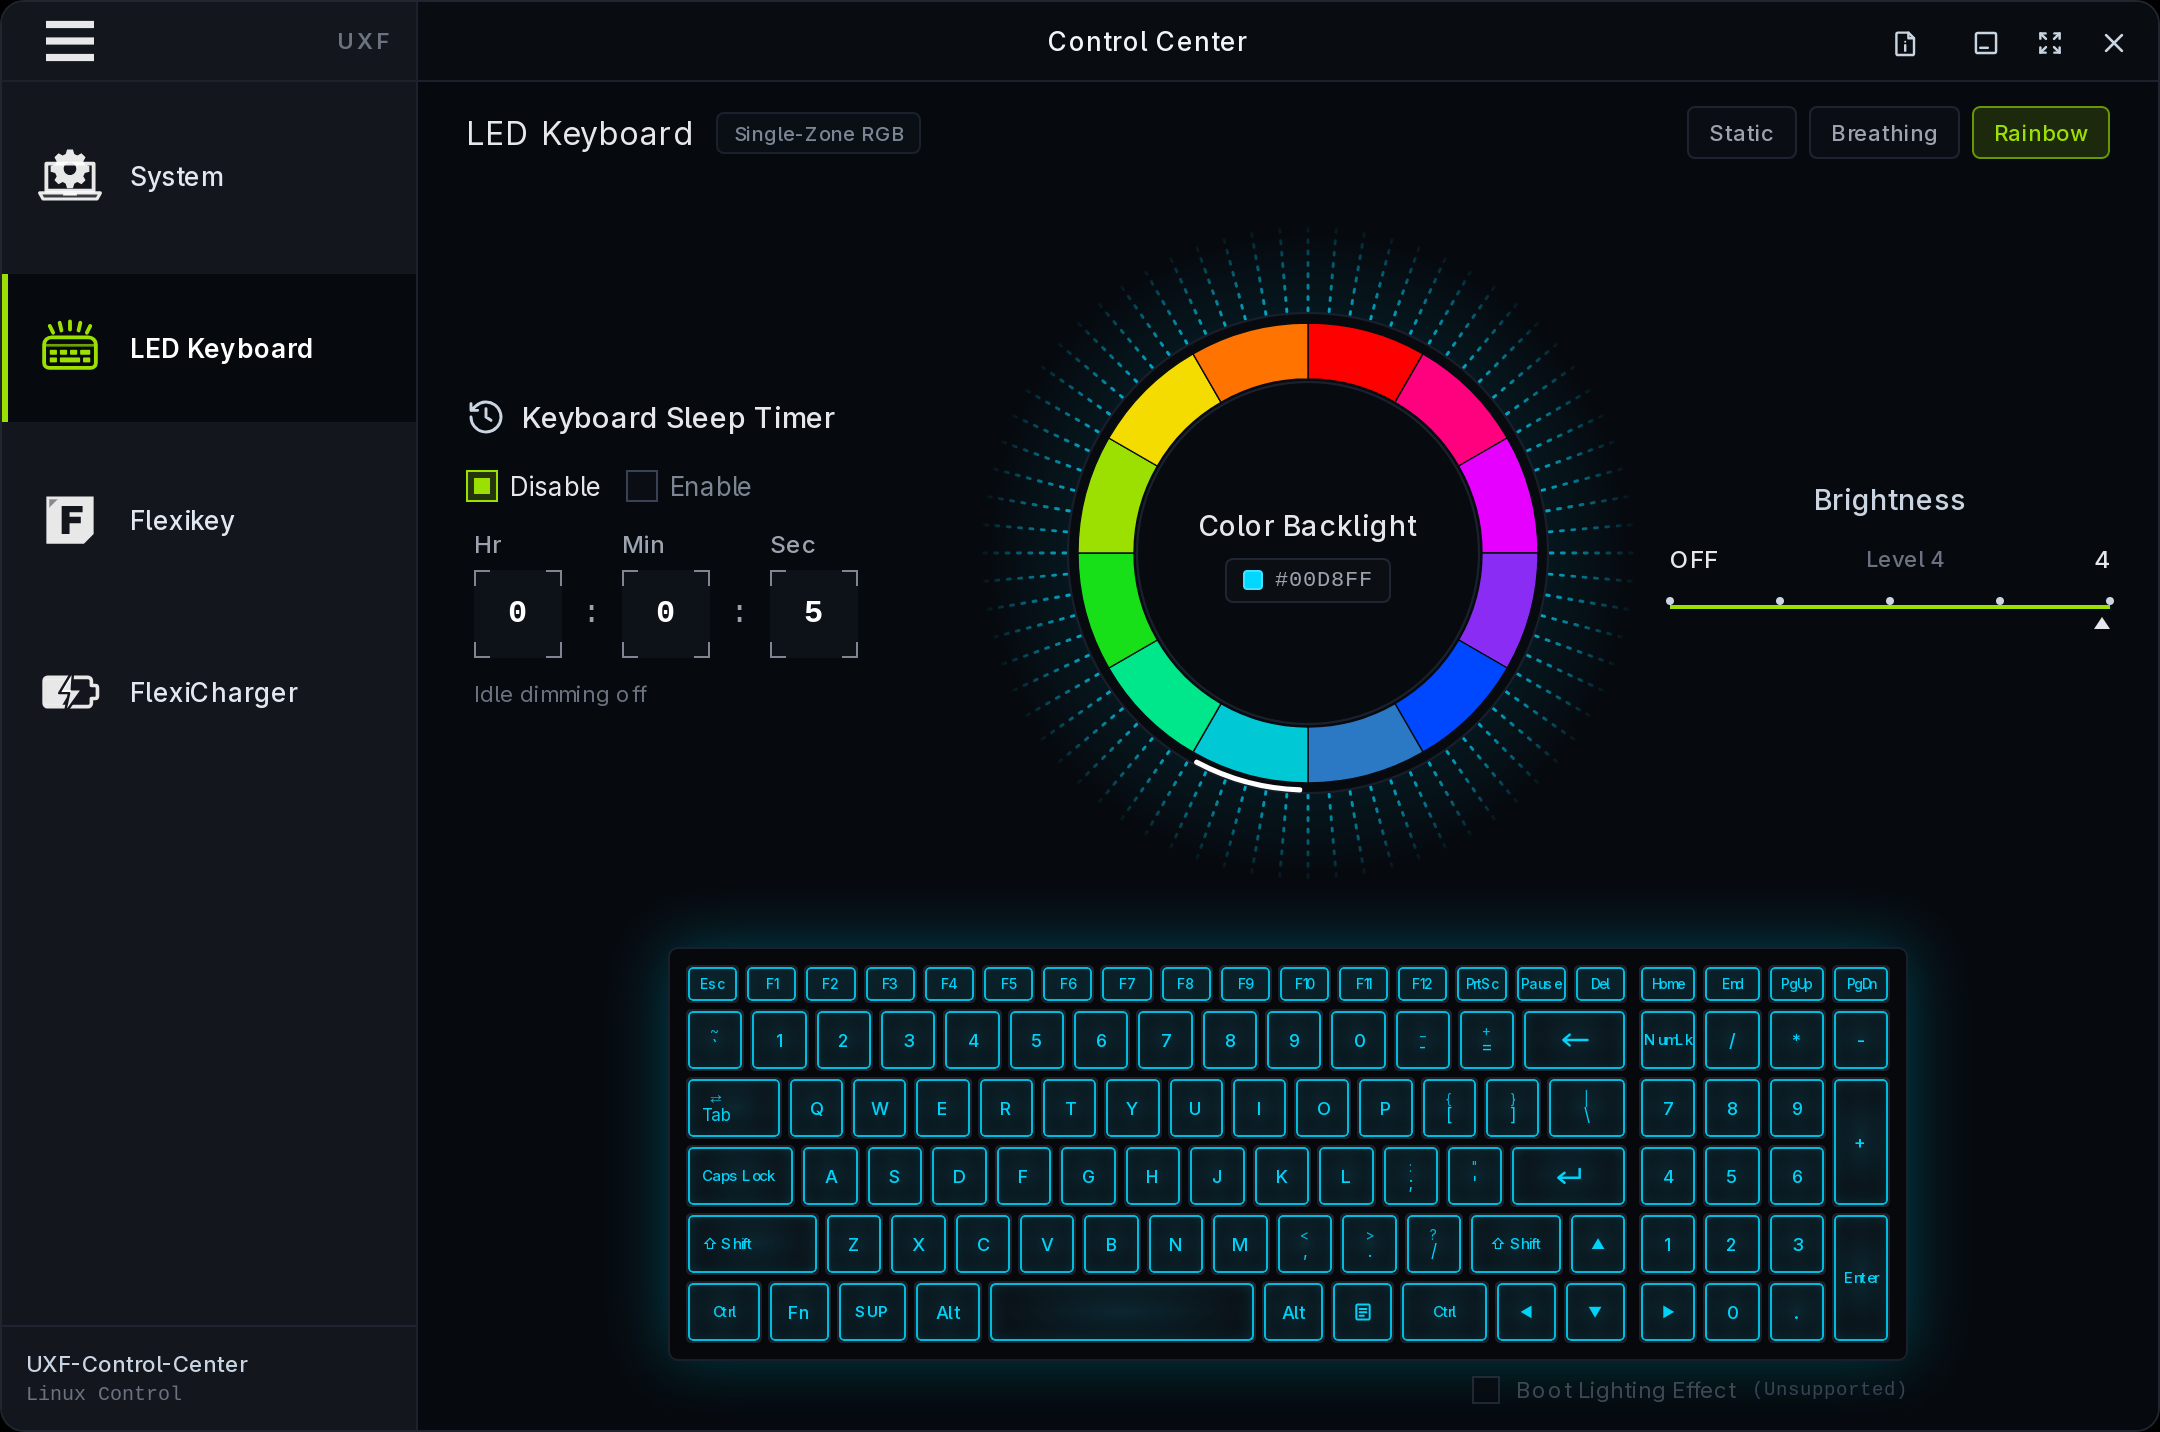 UXF
Control Center
LED Keyboard
Single-Zone RGB
Static
Breathing
Rainbow
System
LED Keyboard
Flexikey
FlexiCharger
Keyboard Sleep Timer
Disable
Enable
Hr
Min
Sec
0 : 0 : 5
Idle dimming off
Color Backlight
#00D8FF
Brightness
OFF
Level 4
4
Esc F1 F2 F3 F4 F5 F6 F7 F8 F9 F10 F11 F12 PrtSc Pause Del Home End PgUp PgDn
~ ` 1 2 3 4 5 6 7 8 9 0 _ - + = ← NumLk / * -
⇄ Tab Q W E R T Y U I O P { [ } ] | \ 7 8 9 +
Caps Lock A S D F G H J K L : ; " ' ↵ 4 5 6
⇧ Shift Z X C V B N M < , > . ? / ⇧ Shift ▲ 1 2 3 Enter
Ctrl Fn SUP Alt Alt Ctrl ◀ ▼ ▶ 0 .
Boot Lighting Effect (Unsupported)
UXF-Control-Center
Linux Control